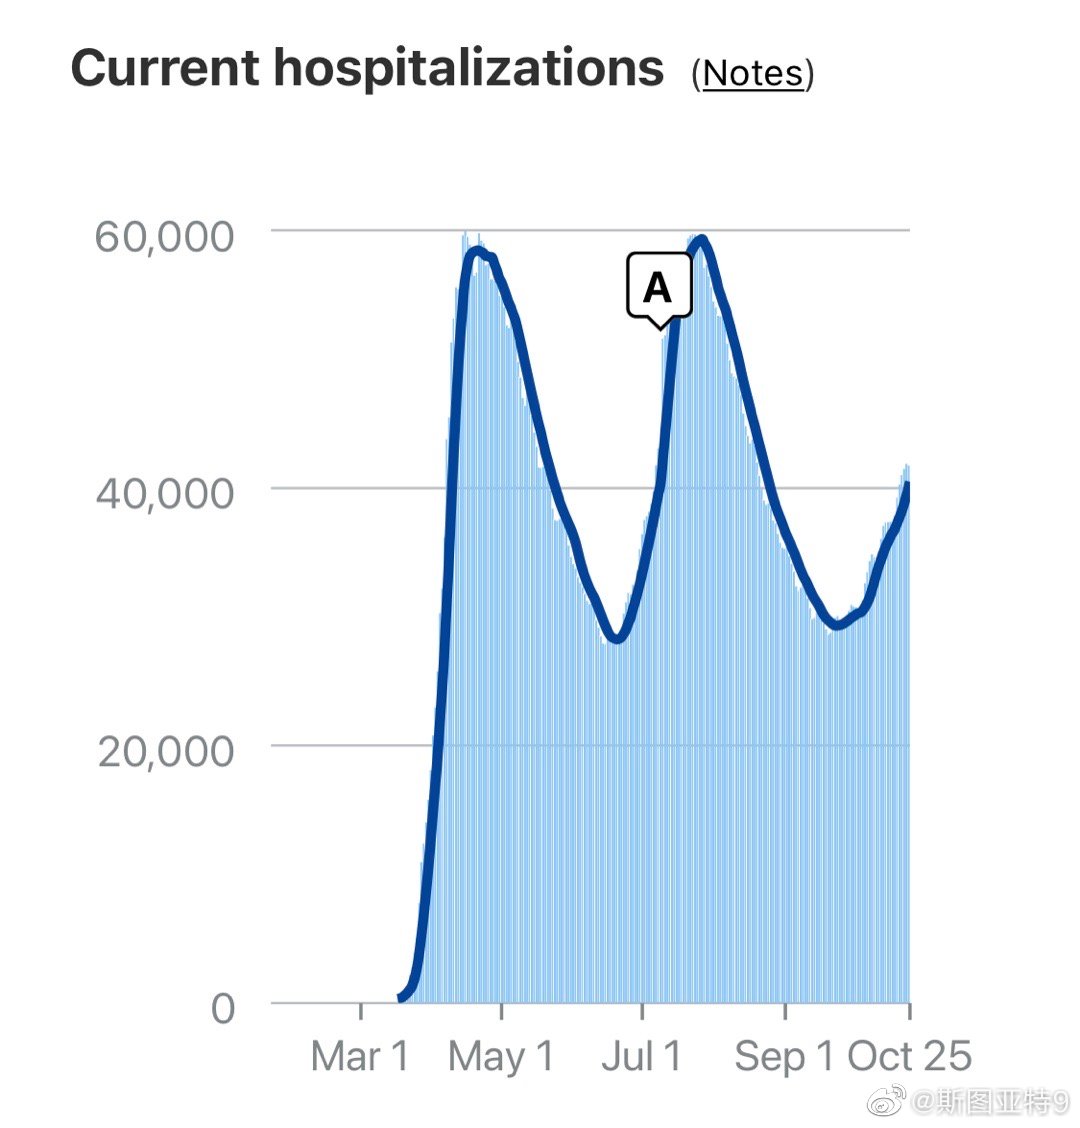 Current hospitalizations (Notes)
60,000
A
40,000
20,000
0
Mar 1 May 1 Jul 1 Sep 1 Oct 25
@斯图亚特9